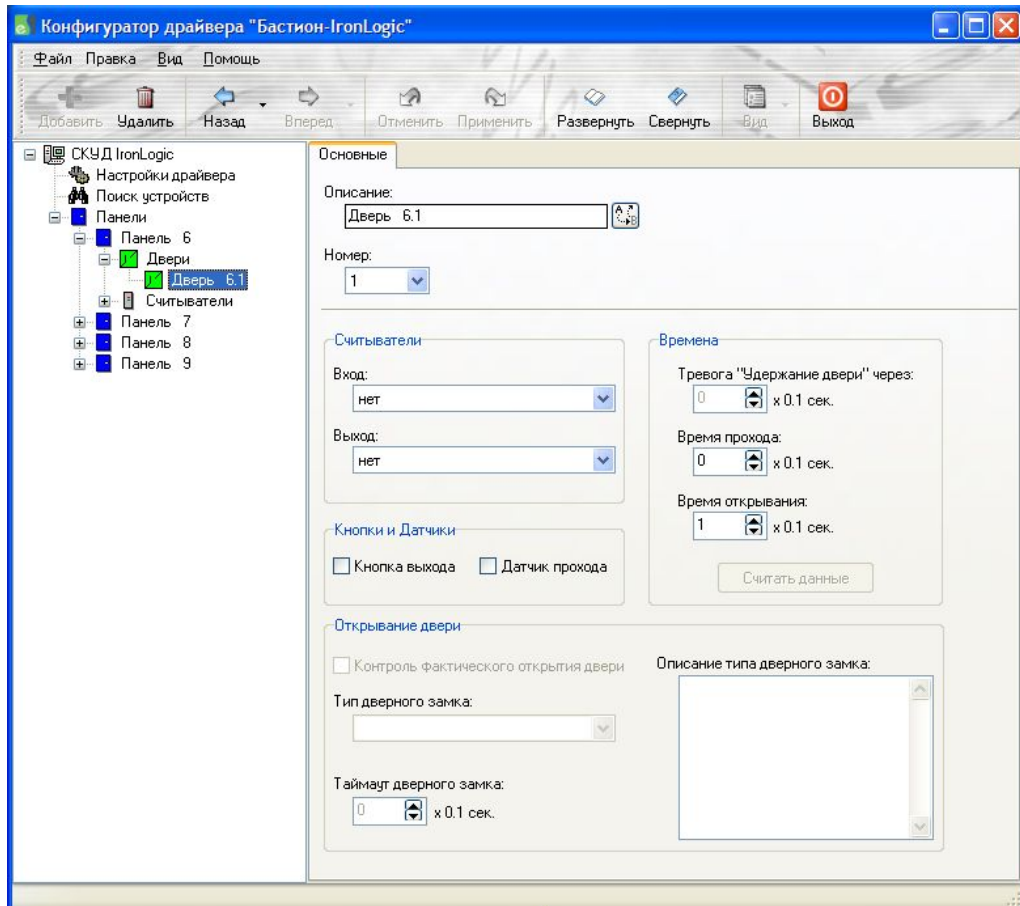 Конфигуратор драйвера "Бастион-IronLogic"
Файл Правка Вид Помощь
Добавить Удалить Назад Вперед Отменить Применить Развернуть Свернуть Вид Выход
СКУД IronLogic
Настройки драйвера
Поиск устройств
Панели
Панель 6
Двери
Дверь 6.1
Считыватели
Панель 7
Панель 8
Панель 9
Основные
Описание:
Дверь 6.1
Номер:
1
Считыватели
Вход:
нет
Выход:
нет
Времена
Тревога "Удержание двери" через:
0 х 0.1 сек.
Время прохода:
0 х 0.1 сек.
Время открывания:
1 х 0.1 сек.
Считать данные
Кнопки и Датчики
Кнопка выхода Датчик прохода
Открывание двери
Контроль фактического открытия двери
Тип дверного замка:
Таймаут дверного замка:
0 х 0.1 сек.
Описание типа дверного замка: